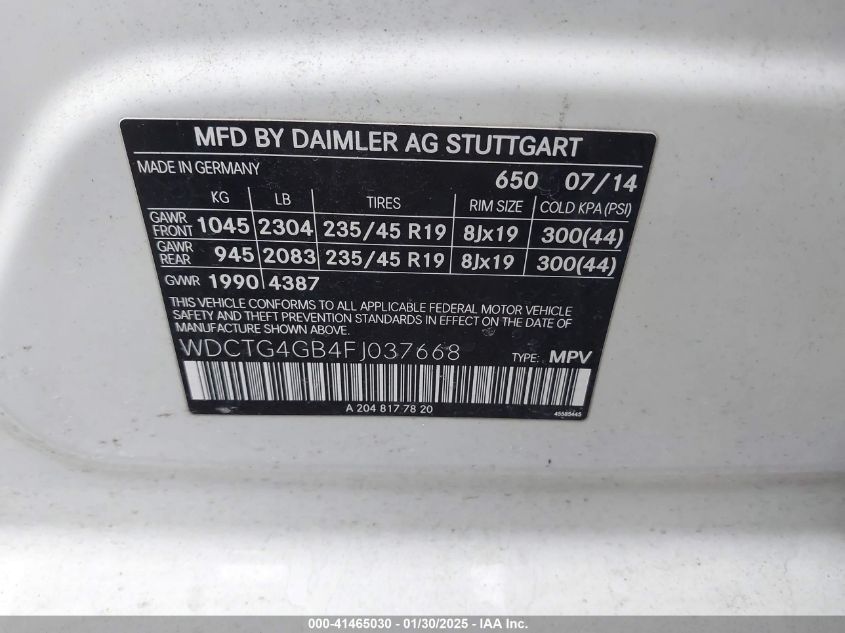 MFD BY DAIMLER AG STUTTGART
MADE IN GERMANY
650 07/14
KG LB TIRES RIM SIZE COLD KPA (PSI)
GAWR FRONT 1045 2304 235/45 R19 8Jx19 300(44)
GAWR REAR 945 2083 235/45 R19 8Jx19 300(44)
GVWR 1990 4387
THIS VEHICLE CONFORMS TO ALL APPLICABLE FEDERAL MOTOR VEHICLE
SAFETY AND THEFT PREVENTION STANDARDS IN EFFECT ON THE DATE OF
MANUFACTURE SHOWN ABOVE.
WDCTG4GB4FJ037668 TYPE: MPV
A 204 817 78 20 45585445
000-41465030 - 01/30/2025 - IAA Inc.